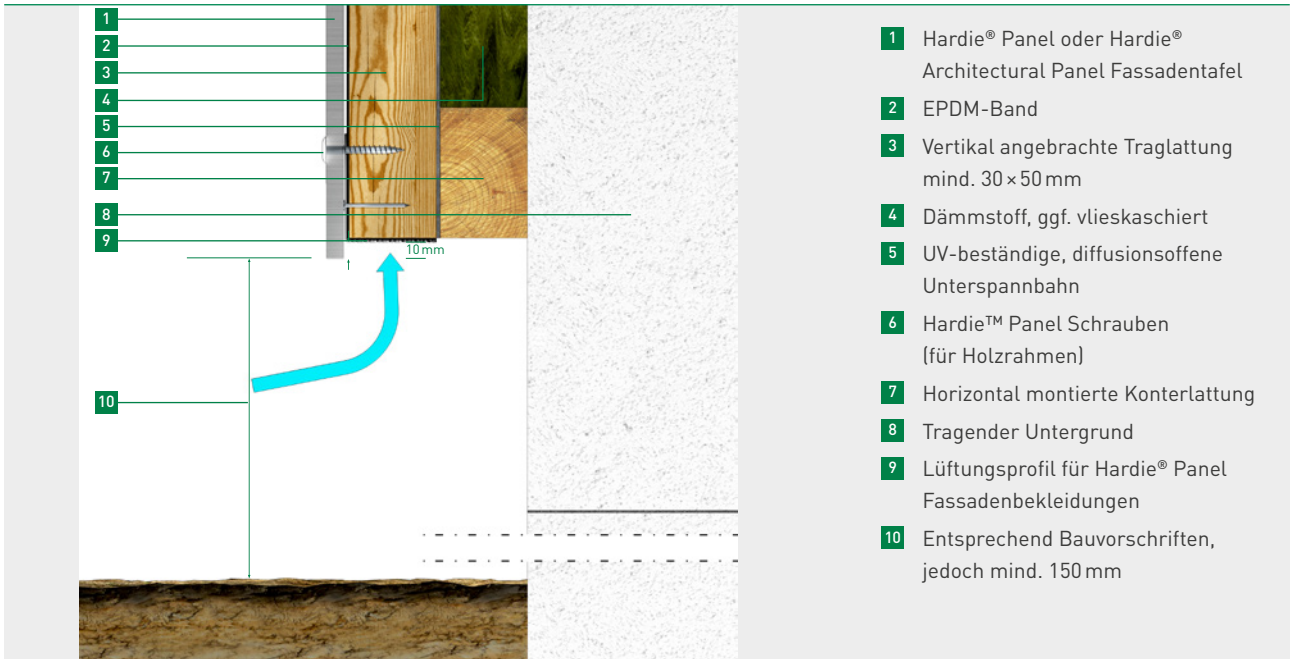 1
2
3
4
5
6
7
8
9
10 mm
10
1 Hardie® Panel oder Hardie®
Architectural Panel Fassadentafel
2 EPDM-Band
3 Vertikal angebrachte Traglattung
mind. 30 × 50 mm
4 Dämmstoff, ggf. vlieskaschiert
5 UV-beständige, diffusionsoffene
Unterspannbahn
6 Hardie™ Panel Schrauben
(für Holzrahmen)
7 Horizontal montierte Konterlattung
8 Tragender Untergrund
9 Lüftungsprofil für Hardie® Panel
Fassadenbekleidungen
10 Entsprechend Bauvorschriften,
jedoch mind. 150 mm